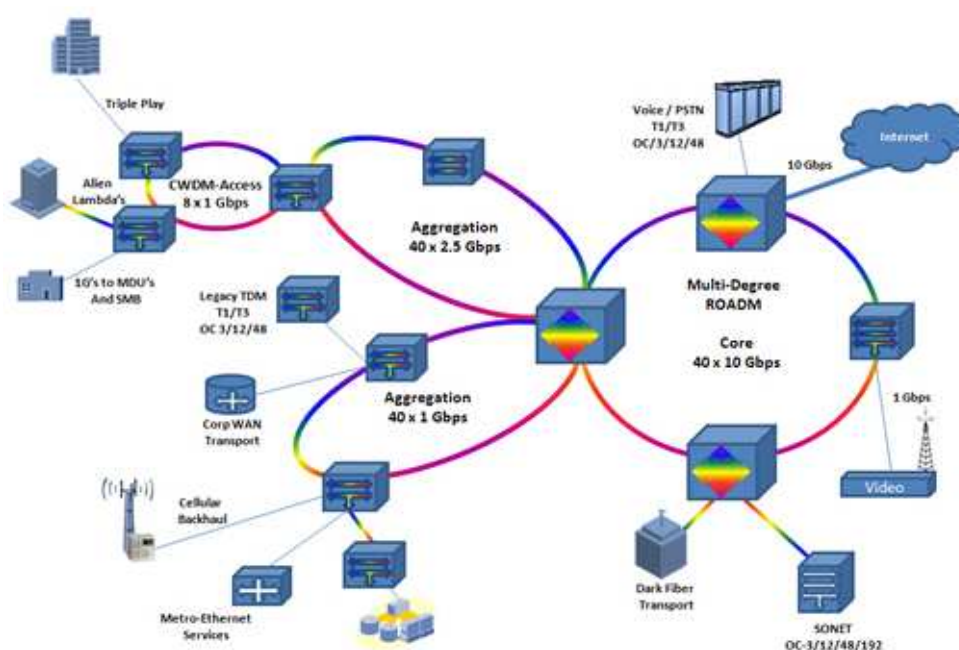 Triple Play
Alien
Lambda's
CWDM-Access
8 x 1 Gbps
1G's to MDU's
And SMB
Aggregation
40 x 2.5 Gbps
Voice / PSTN
T1/T3
OC/3/12/48
10 Gbps
Internet
Multi-Degree
ROADM
Core
40 x 10 Gbps
Legacy TDM
T1/T3
OC 3/12/48
Aggregation
40 x 1 Gbps
Corp WAN
Transport
1 Gbps
Video
Cellular
Backhaul
Metro-Ethernet
Services
Dark Fiber
Transport
SONET
OC-3/12/48/192